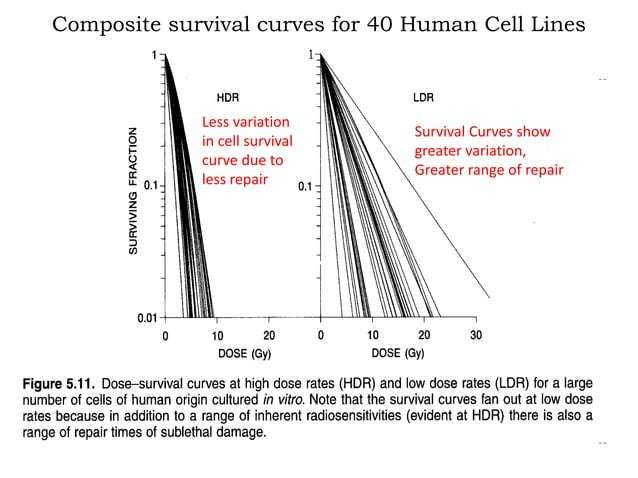 Composite survival curves for 40 Human Cell Lines
1
HDR
Less variation
in cell survival
curve due to
less repair
SURVIVING FRACTION
0.1
0.01
0
10
20
DOSE (Gy)
1
LDR
Survival Curves show
greater variation,
Greater range of repair
0.1
0
10
20
30
DOSE (Gy)
Figure 5.11. Dose–survival curves at high dose rates (HDR) and low dose rates (LDR) for a large
number of cells of human origin cultured in vitro. Note that the survival curves fan out at low dose
rates because in addition to a range of inherent radiosensitivities (evident at HDR) there is also a
range of repair times of sublethal damage.